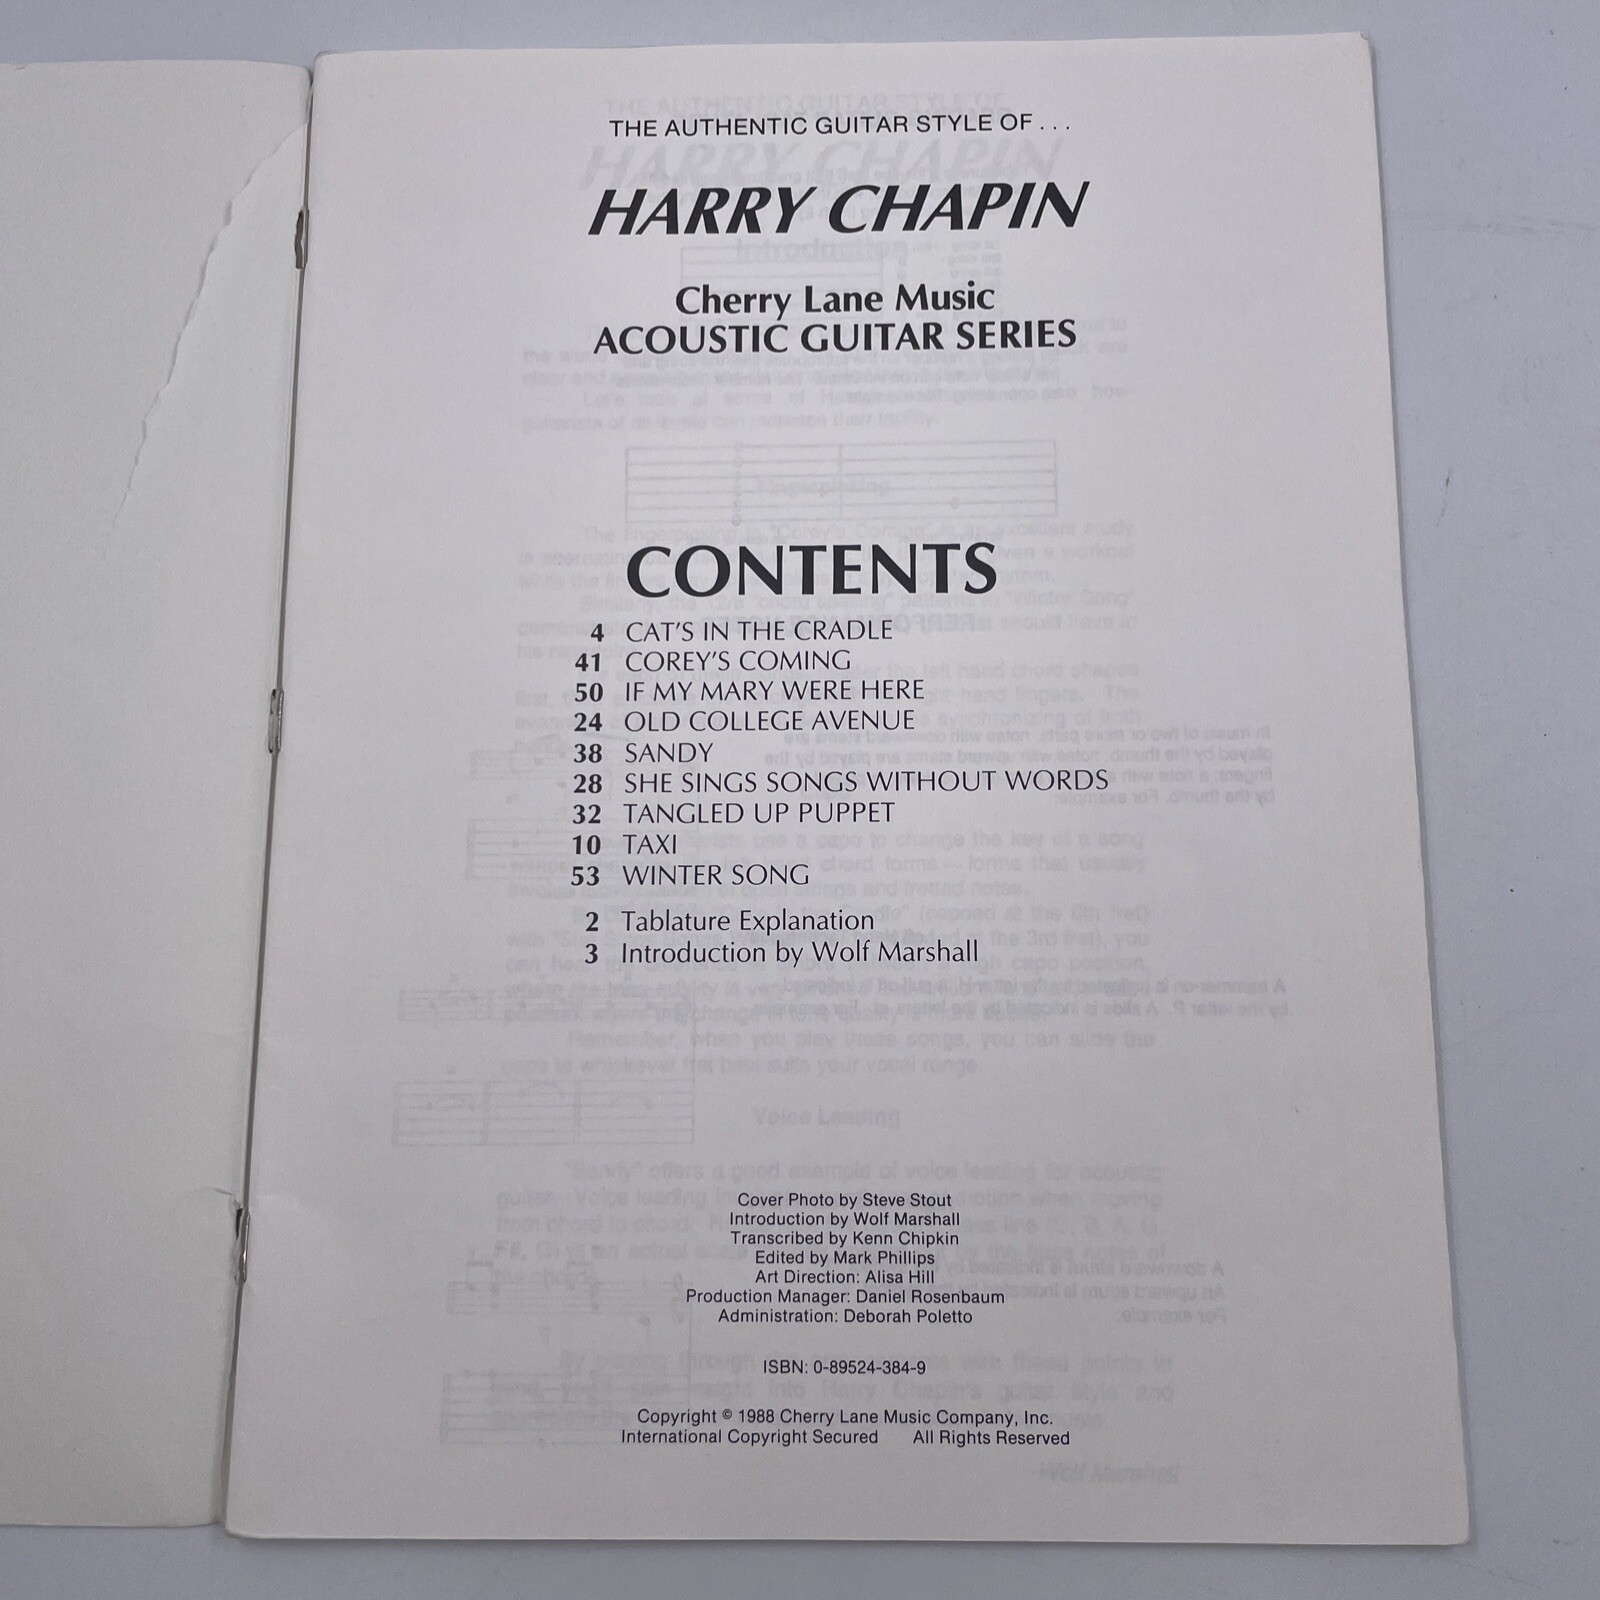 THE AUTHENTIC GUITAR STYLE OF . . .
HARRY CHAPIN
Cherry Lane Music
ACOUSTIC GUITAR SERIES
CONTENTS
4 CAT'S IN THE CRADLE
41 COREY'S COMING
50 IF MY MARY WERE HERE
24 OLD COLLEGE AVENUE
38 SANDY
28 SHE SINGS SONGS WITHOUT WORDS
32 TANGLED UP PUPPET
10 TAXI
53 WINTER SONG
2 Tablature Explanation
3 Introduction by Wolf Marshall
Cover Photo by Steve Stout
Introduction by Wolf Marshall
Transcribed by Kenn Chipkin
Edited by Mark Phillips
Art Direction: Alisa Hill
Production Manager: Daniel Rosenbaum
Administration: Deborah Poletto
ISBN: 0-89524-384-9
Copyright © 1988 Cherry Lane Music Company, Inc.
International Copyright Secured All Rights Reserved